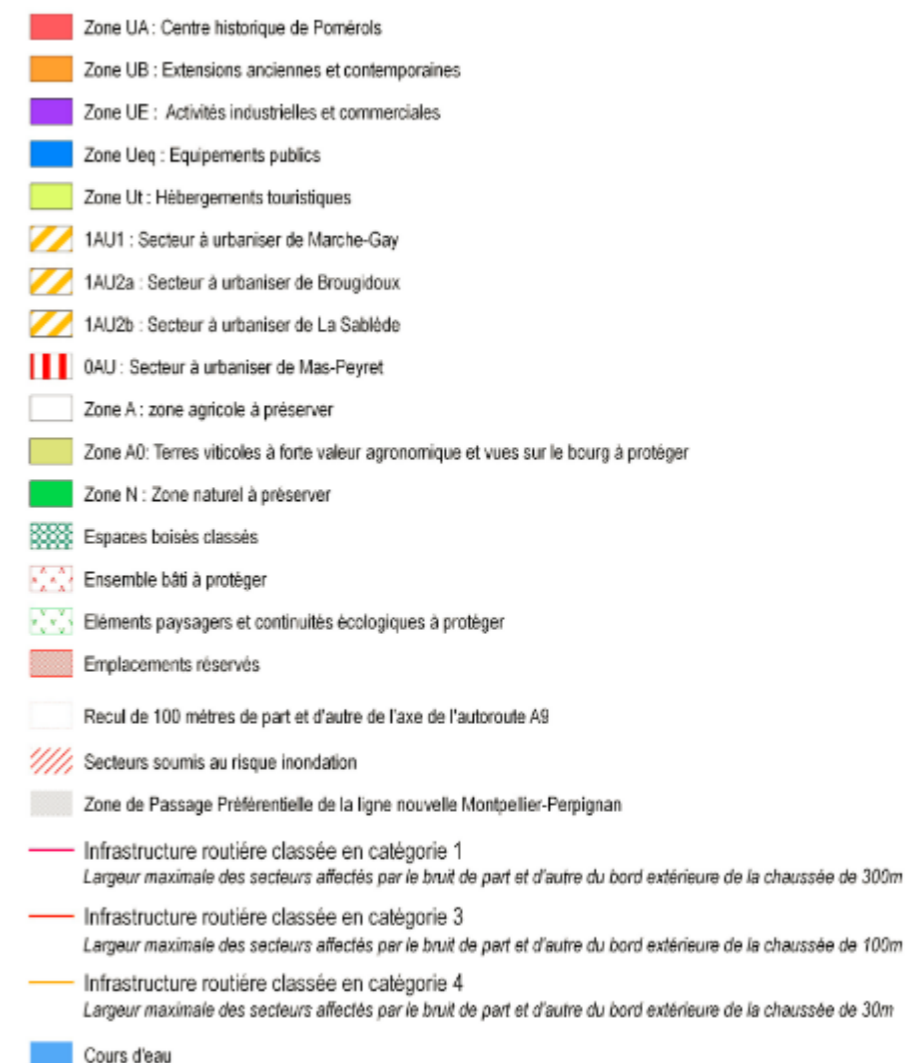 Zone UA : Centre historique de Pomérols
Zone UB : Extensions anciennes et contemporaines
Zone UE : Activités industrielles et commerciales
Zone Ueq : Equipements publics
Zone Ut : Hébergements touristiques
1AU1 : Secteur à urbaniser de Marche-Gay
1AU2a : Secteur à urbaniser de Brougidoux
1AU2b : Secteur à urbaniser de La Sablède
0AU : Secteur à urbaniser de Mas-Peyret
Zone A : zone agricole à préserver
Zone A0: Terres viticoles à forte valeur agronomique et vues sur le bourg à protéger
Zone N : Zone naturel à préserver
Espaces boisés classés
Ensemble bâti à protéger
Eléments paysagers et continuités écologiques à protéger
Emplacements réservés
Recul de 100 mètres de part et d'autre de l'axe de l'autoroute A9
Secteurs soumis au risque inondation
Zone de Passage Préférentielle de la ligne nouvelle Montpellier-Perpignan
Infrastructure routière classée en catégorie 1
Largeur maximale des secteurs affectés par le bruit de part et d'autre du bord extérieure de la chaussée de 300m
Infrastructure routière classée en catégorie 3
Largeur maximale des secteurs affectés par le bruit de part et d'autre du bord extérieure de la chaussée de 100m
Infrastructure routière classée en catégorie 4
Largeur maximale des secteurs affectés par le bruit de part et d'autre du bord extérieure de la chaussée de 30m
Cours d'eau